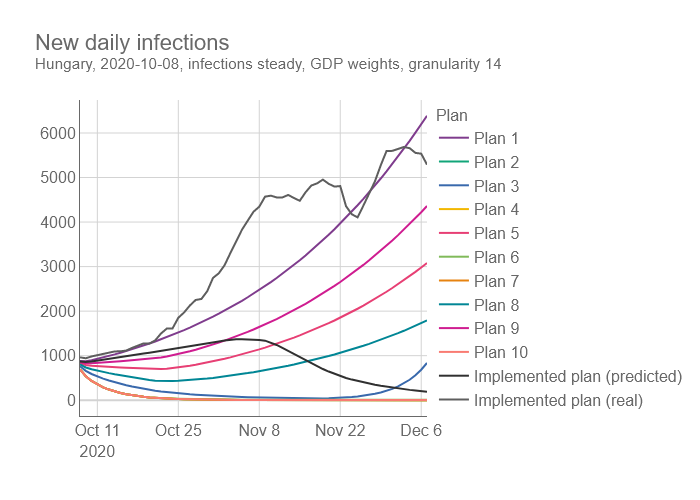 New daily infections
Hungary, 2020-10-08, infections steady, GDP weights, granularity 14
Plan
6000
Plan 1
Plan 2
5000
Plan 3
4000
Plan 4
Plan 5
3000
Plan 6
Plan 7
2000
Plan 8
Plan 9
1000
Plan 10
Implemented plan (predicted)
0
Implemented plan (real)
Oct 11
Oct 25
Nov 8
Nov 22
Dec 6
2020